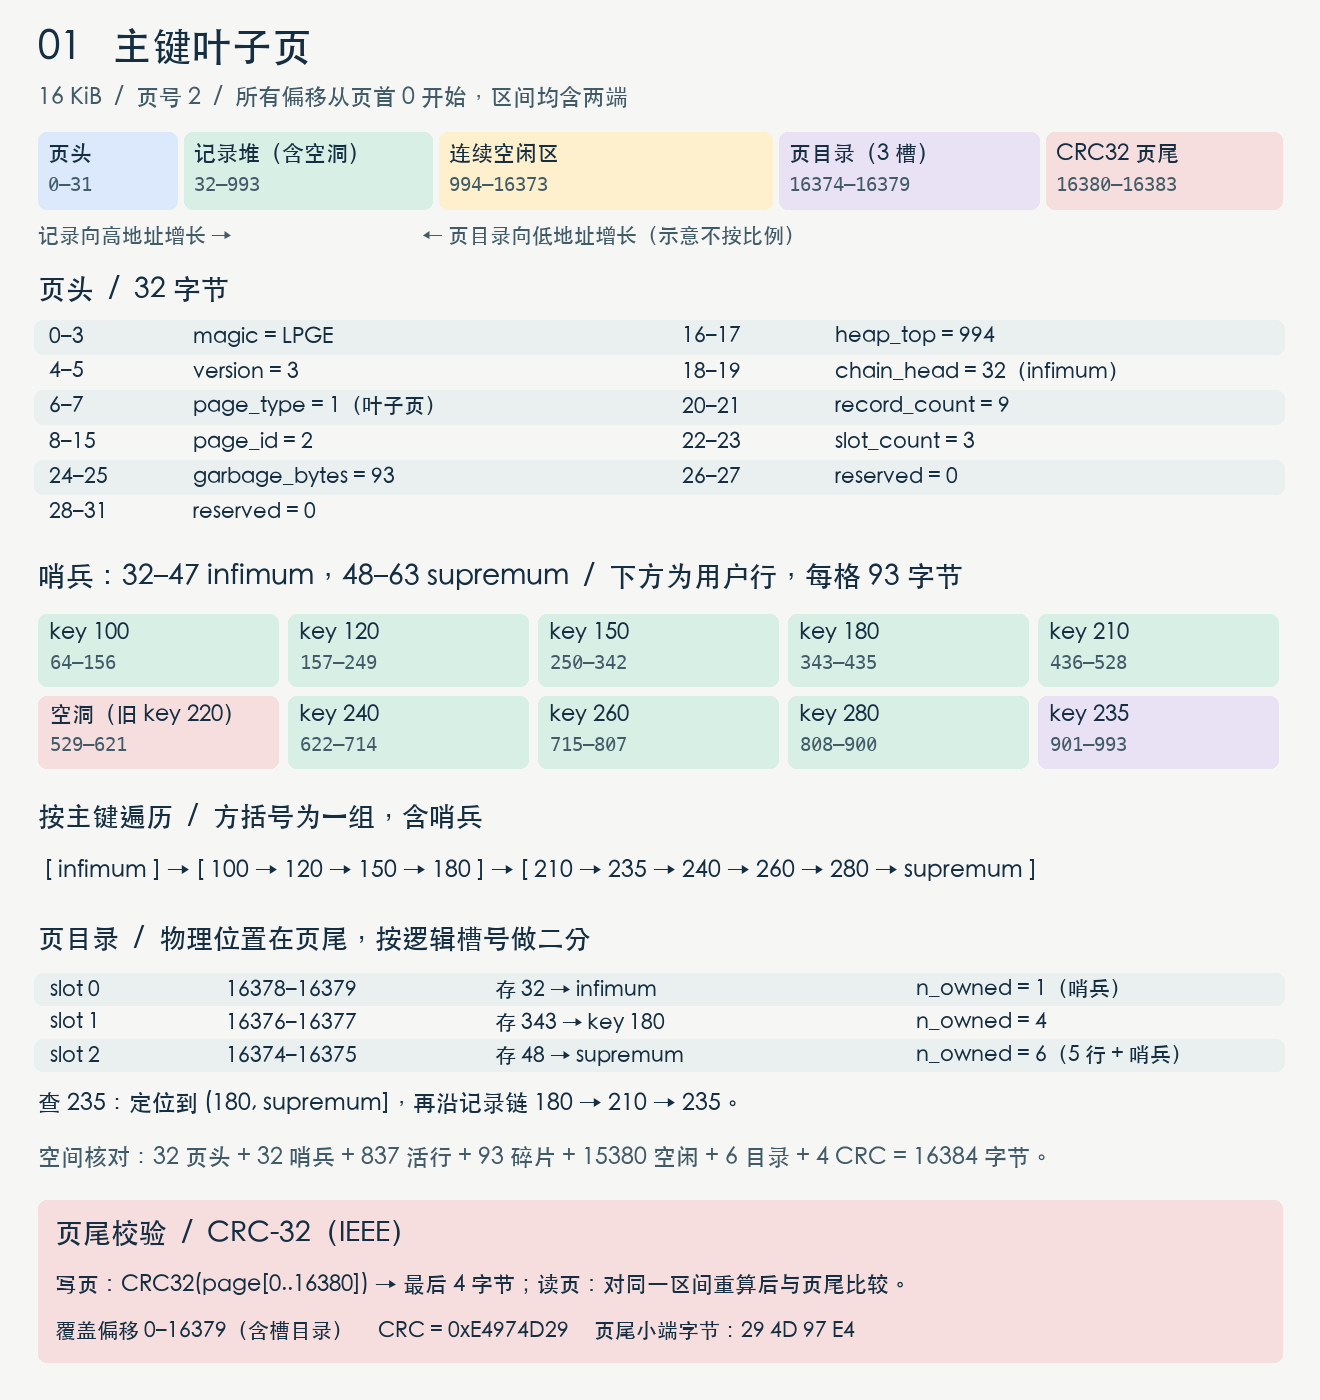 01 主键叶子页
16 KiB / 页号 2 / 所有偏移从页首 0 开始，区间均含两端
页头 记录堆（含空洞） 连续空闲区 页目录（3 槽） CRC32 页尾
0—31 32—993 994—16373 16374—16379 16380—16383
记录向高地址增长 → ← 页目录向低地址增长（示意不按比例）
页头 / 32 字节
0–3 magic = LPGE 16–17 heap_top = 994
4–5 version = 3 18–19 chain_head = 32（infimum）
6–7 page_type = 1（叶子页） 20–21 record_count = 9
8–15 page_id = 2 22–23 slot_count = 3
24–25 garbage_bytes = 93 26–27 reserved = 0
28–31 reserved = 0
哨兵：32–47 infimum，48–63 supremum / 下方为用户行，每格 93 字节
key 100 key 120 key 150 key 180 key 210
64—156 157—249 250—342 343—435 436—528
空洞（旧 key 220） key 240 key 260 key 280 key 235
529—621 622—714 715—807 808—900 901—993
按主键遍历 / 方括号为一组，含哨兵
[ infimum ] → [ 100 → 120 → 150 → 180 ] → [ 210 → 235 → 240 → 260 → 280 → supremum ]
页目录 / 物理位置在页尾，按逻辑槽号做二分
slot 0 16378–16379 存 32 → infimum n_owned = 1（哨兵）
slot 1 16376–16377 存 343 → key 180 n_owned = 4
slot 2 16374–16375 存 48 → supremum n_owned = 6（5 行 + 哨兵）
查 235：定位到 (180, supremum]，再沿记录链 180 → 210 → 235。
空间核对：32 页头 + 32 哨兵 + 837 活行 + 93 碎片 + 15380 空闲 + 6 目录 + 4 CRC = 16384 字节。
页尾校验 / CRC-32（IEEE）
写页：CRC32(page[0..16380]) → 最后 4 字节；读页：对同一区间重算后与页尾比较。
覆盖偏移 0–16379（含槽目录） CRC = 0xE4974D29 页尾小端字节：29 4D 97 E4